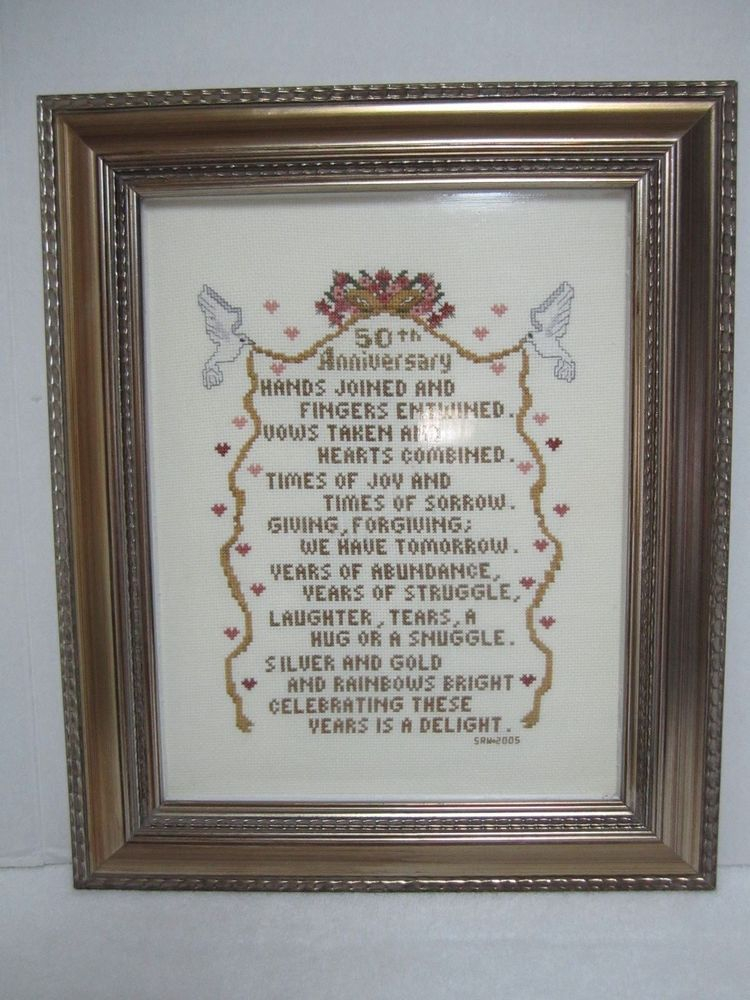 50th
Anniversary
HANDS JOINED AND
FINGERS ENTWINED.
VOWS TAKEN AND
HEARTS COMBINED.
TIMES OF JOY AND
TIMES OF SORROW.
GIVING, FORGIVING;
WE HAVE TOMORROW.
YEARS OF ABUNDANCE,
YEARS OF STRUGGLE,
LAUGHTER, TEARS, A
HUG OR A SNUGGLE.
SILVER AND GOLD
AND RAINBOWS BRIGHT
CELEBRATING THESE
YEARS IS A DELIGHT.
SRW•2005